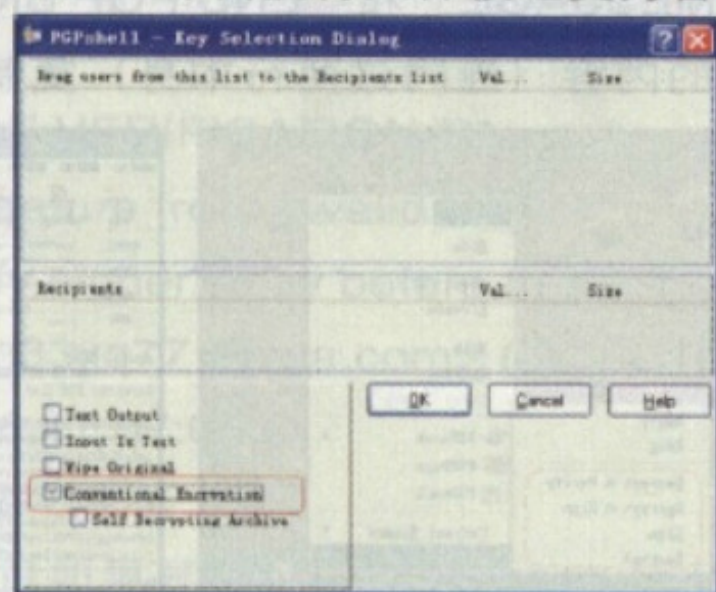 PGPshell - Key Selection Dialog
Drag users from this list to the Recipients list Val... Size
Recipients Val... Size
OK Cancel Help
Text Output
Input Is Text
Wipe Original
Conventional Encryption
Self Decrypting Archive